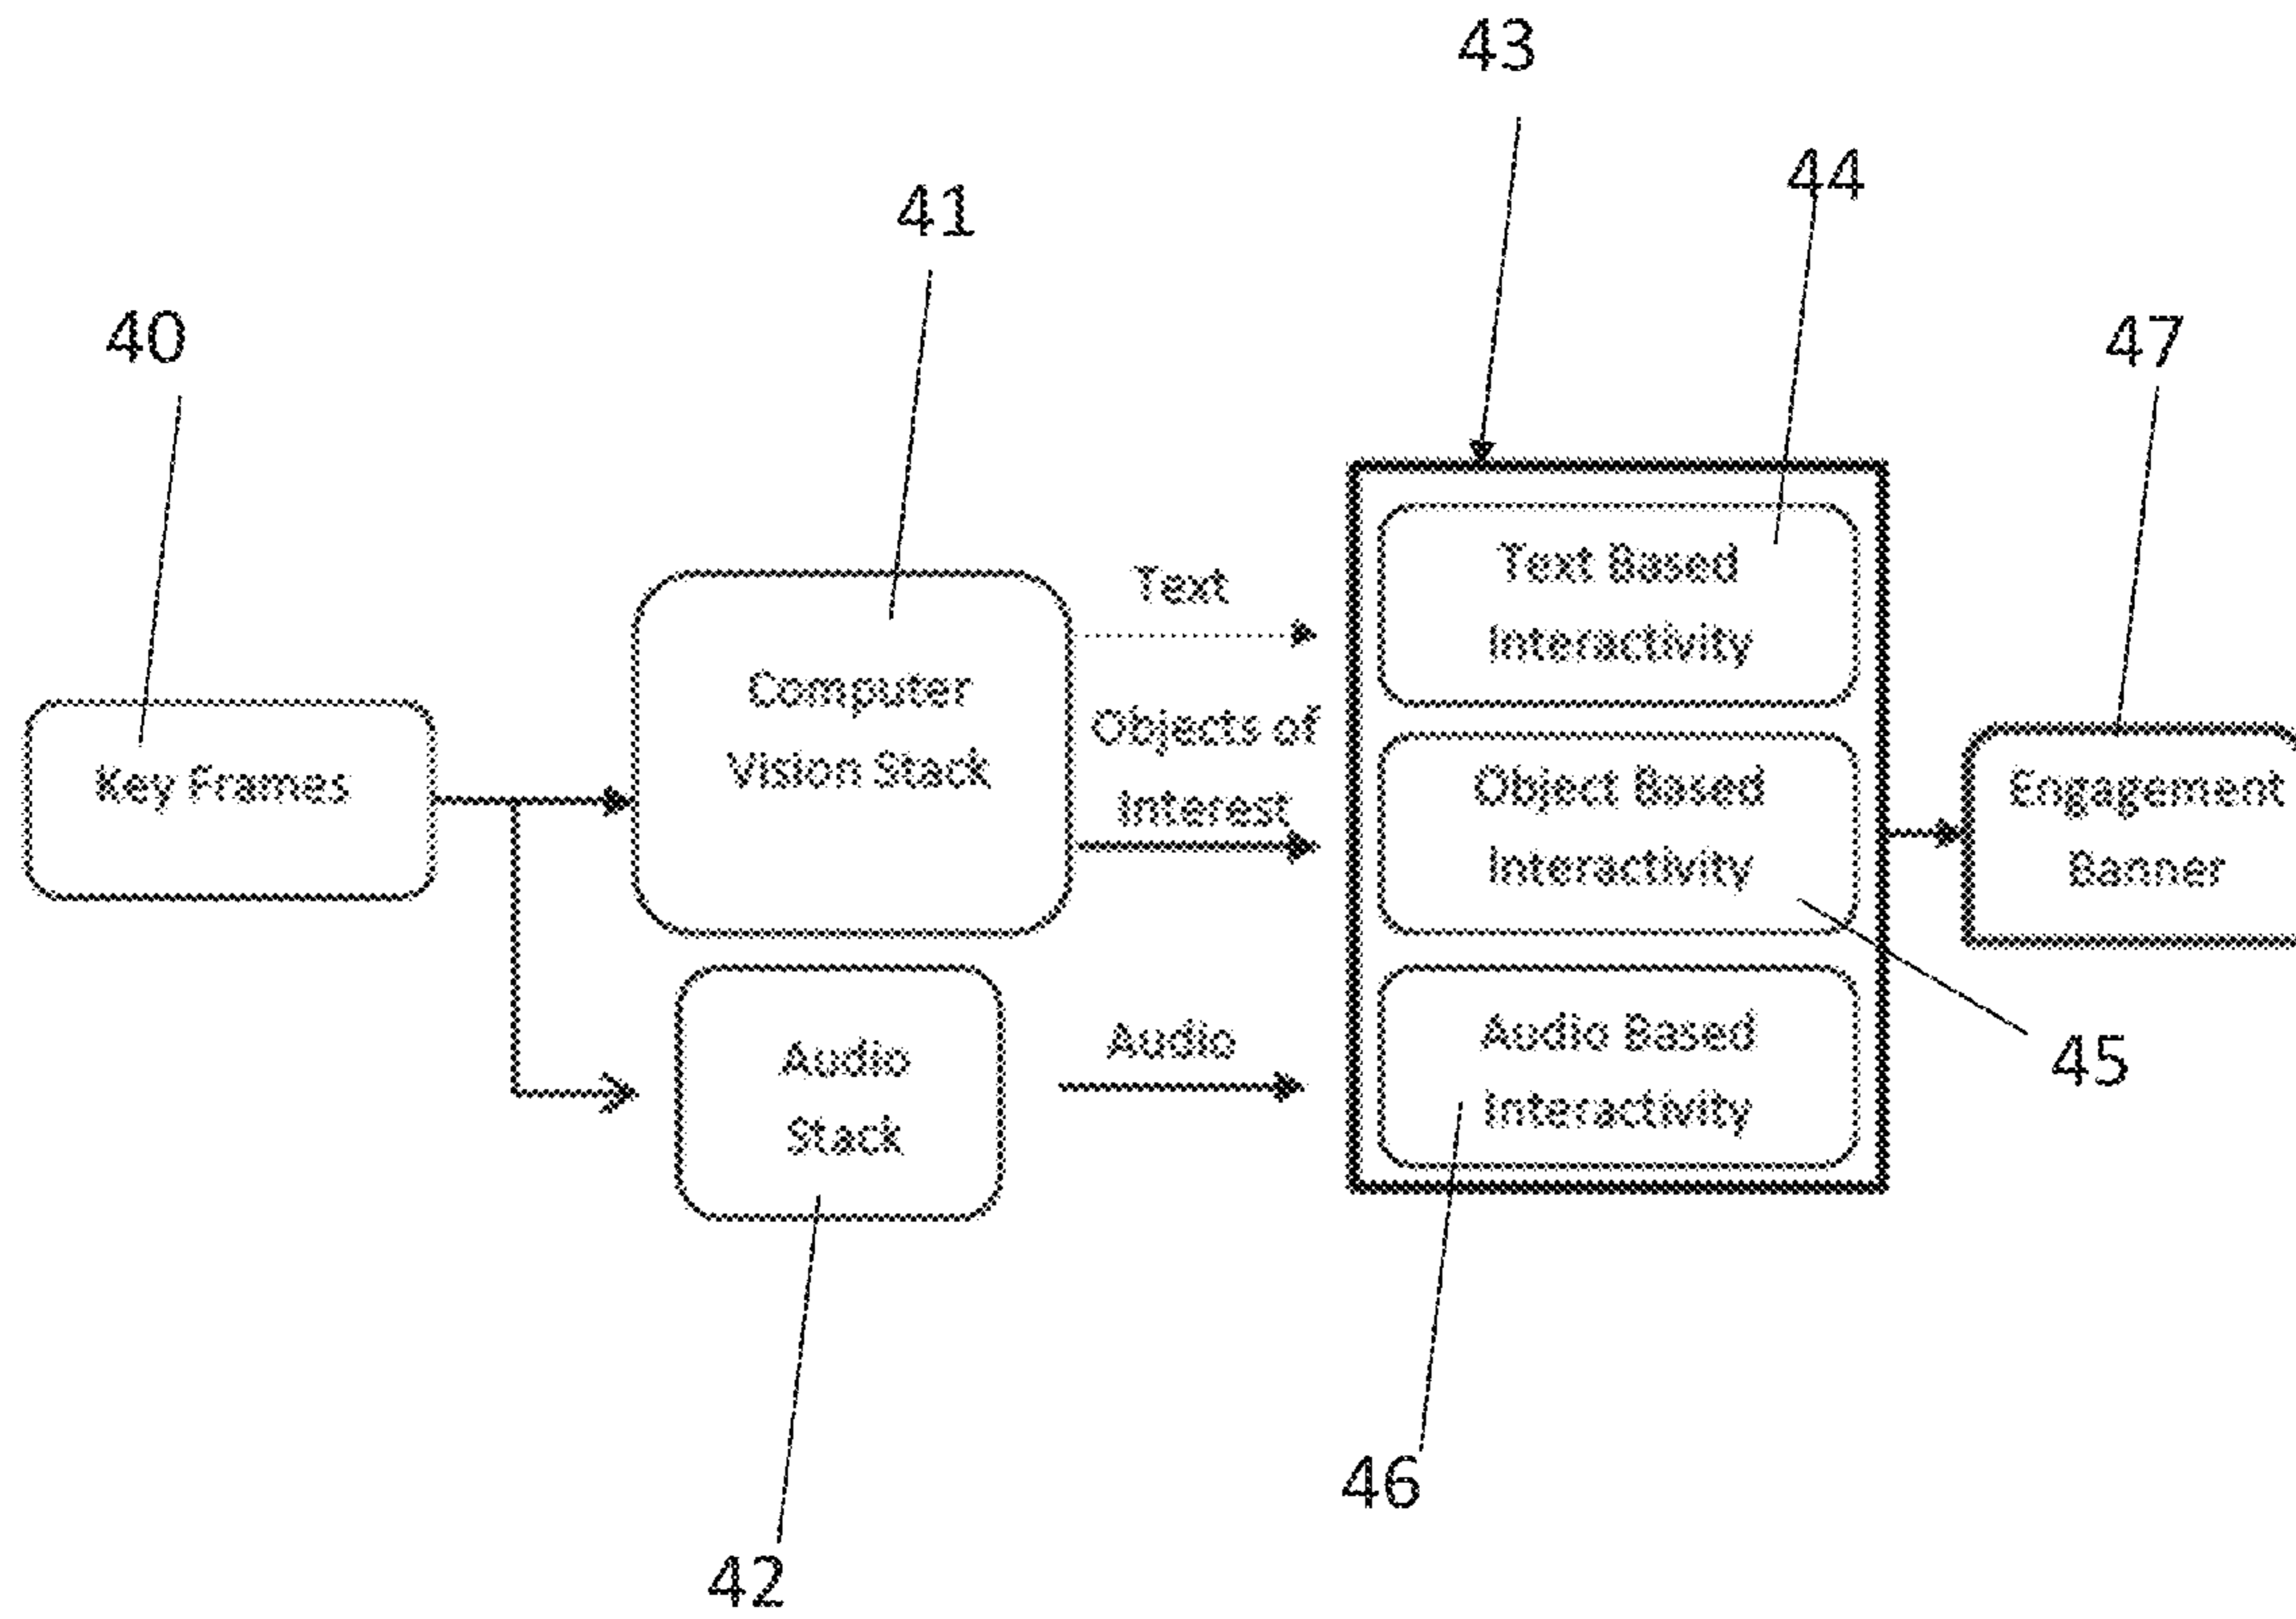 43
44
41
40
47
Text Based
Interactivity
Text
Computer
Vision Stack
Objects of
Interest
Key Frames
Object Based
Interactivity
Engagement
Banner
Audio
Stack
Audio
Audio Based
Interactivity
45
46
42